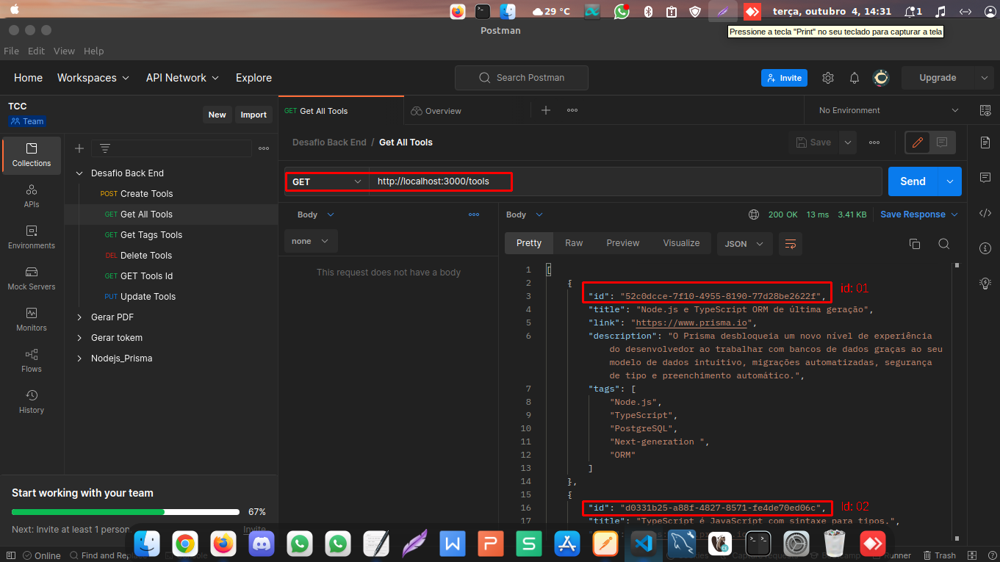 29 °C
terça, outubro 4, 14:31
1
Pressione a tecla "Print" no seu teclado para capturar a tela
Postman
File Edit View Help
Home Workspaces API Network Explore
Search Postman
Invite
Upgrade
TCC
Team
New Import
GET Get All Tools
Overview
No Environment
Desafio Back End / Get All Tools
Save
Collections
APIs
Environments
Mock Servers
Monitors
Flows
History
Desafio Back End
POST Create Tools
GET Get All Tools
GET Get Tags Tools
DEL Delete Tools
GET GET Tools Id
PUT Update Tools
Gerar PDF
Gerar tokem
Nodejs_Prisma
GET http://localhost:3000/tools
Send
Body
none
This request does not have a body
Body
200 OK 13 ms 3.41 KB Save Response
Pretty Raw Preview Visualize JSON
1 [
2 {
3 "id": "52c0dcce-7f10-4955-8190-77d28be2622f",
id: 01
4 "title": "Node.js e TypeScript ORM de última geração",
5 "link": "https://www.prisma.io",
6 "description": "O Prisma desbloqueia um novo nível de experiência
do desenvolvedor ao trabalhar com bancos de dados graças ao seu
modelo de dados intuitivo, migrações automatizadas, segurança
de tipo e preenchimento automático.",
7 "tags": [
8 "Node.js",
9 "TypeScript",
10 "PostgreSQL",
11 "Next-generation ",
12 "ORM"
13 ]
14 },
15 {
16 "id": "d0331b25-a88f-4827-8571-fe4de70ed06c",
Id: 02
17 "title": "TypeScript é JavaScript com sintaxe para tipos.",
Start working with your team
67%
Next: Invite at least 1 person
Invite
Online
Find and Replace
Runner
Trash